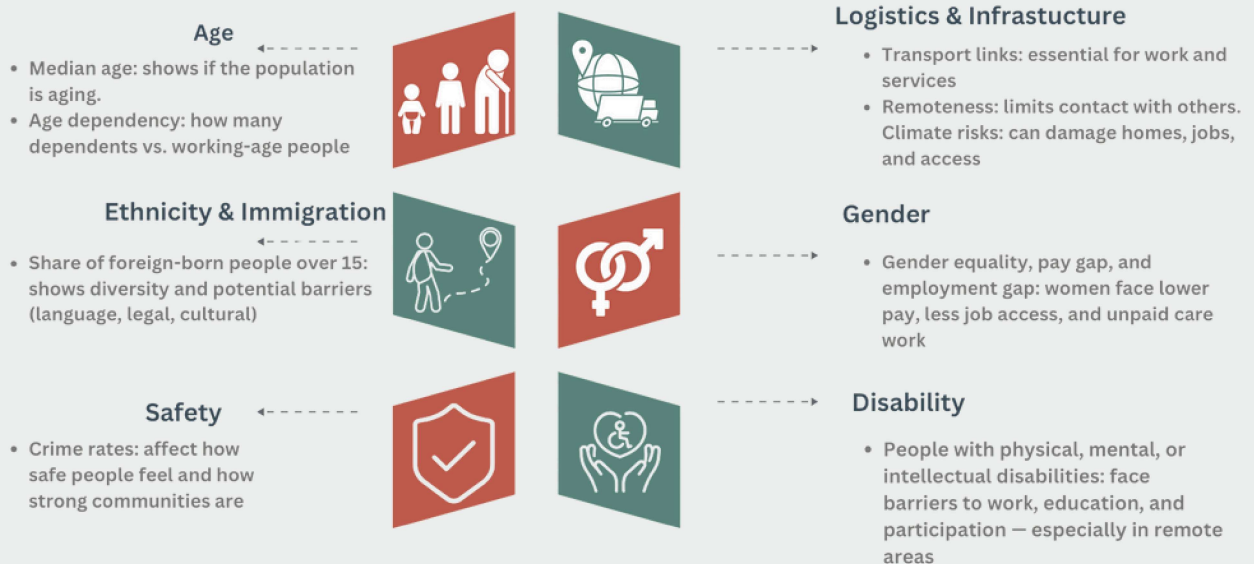 Age
• Median age: shows if the population
is aging.
• Age dependency: how many
dependents vs. working-age people
Logistics & Infrastucture
• Transport links: essential for work and
services
• Remoteness: limits contact with others.
Climate risks: can damage homes, jobs,
and access
Ethnicity & Immigration
• Share of foreign-born people over 15:
shows diversity and potential barriers
(language, legal, cultural)
Gender
• Gender equality, pay gap, and
employment gap: women face lower
pay, less job access, and unpaid care
work
Safety
• Crime rates: affect how
safe people feel and how
strong communities are
Disability
• People with physical, mental, or
intellectual disabilities: face
barriers to work, education, and
participation — especially in remote
areas